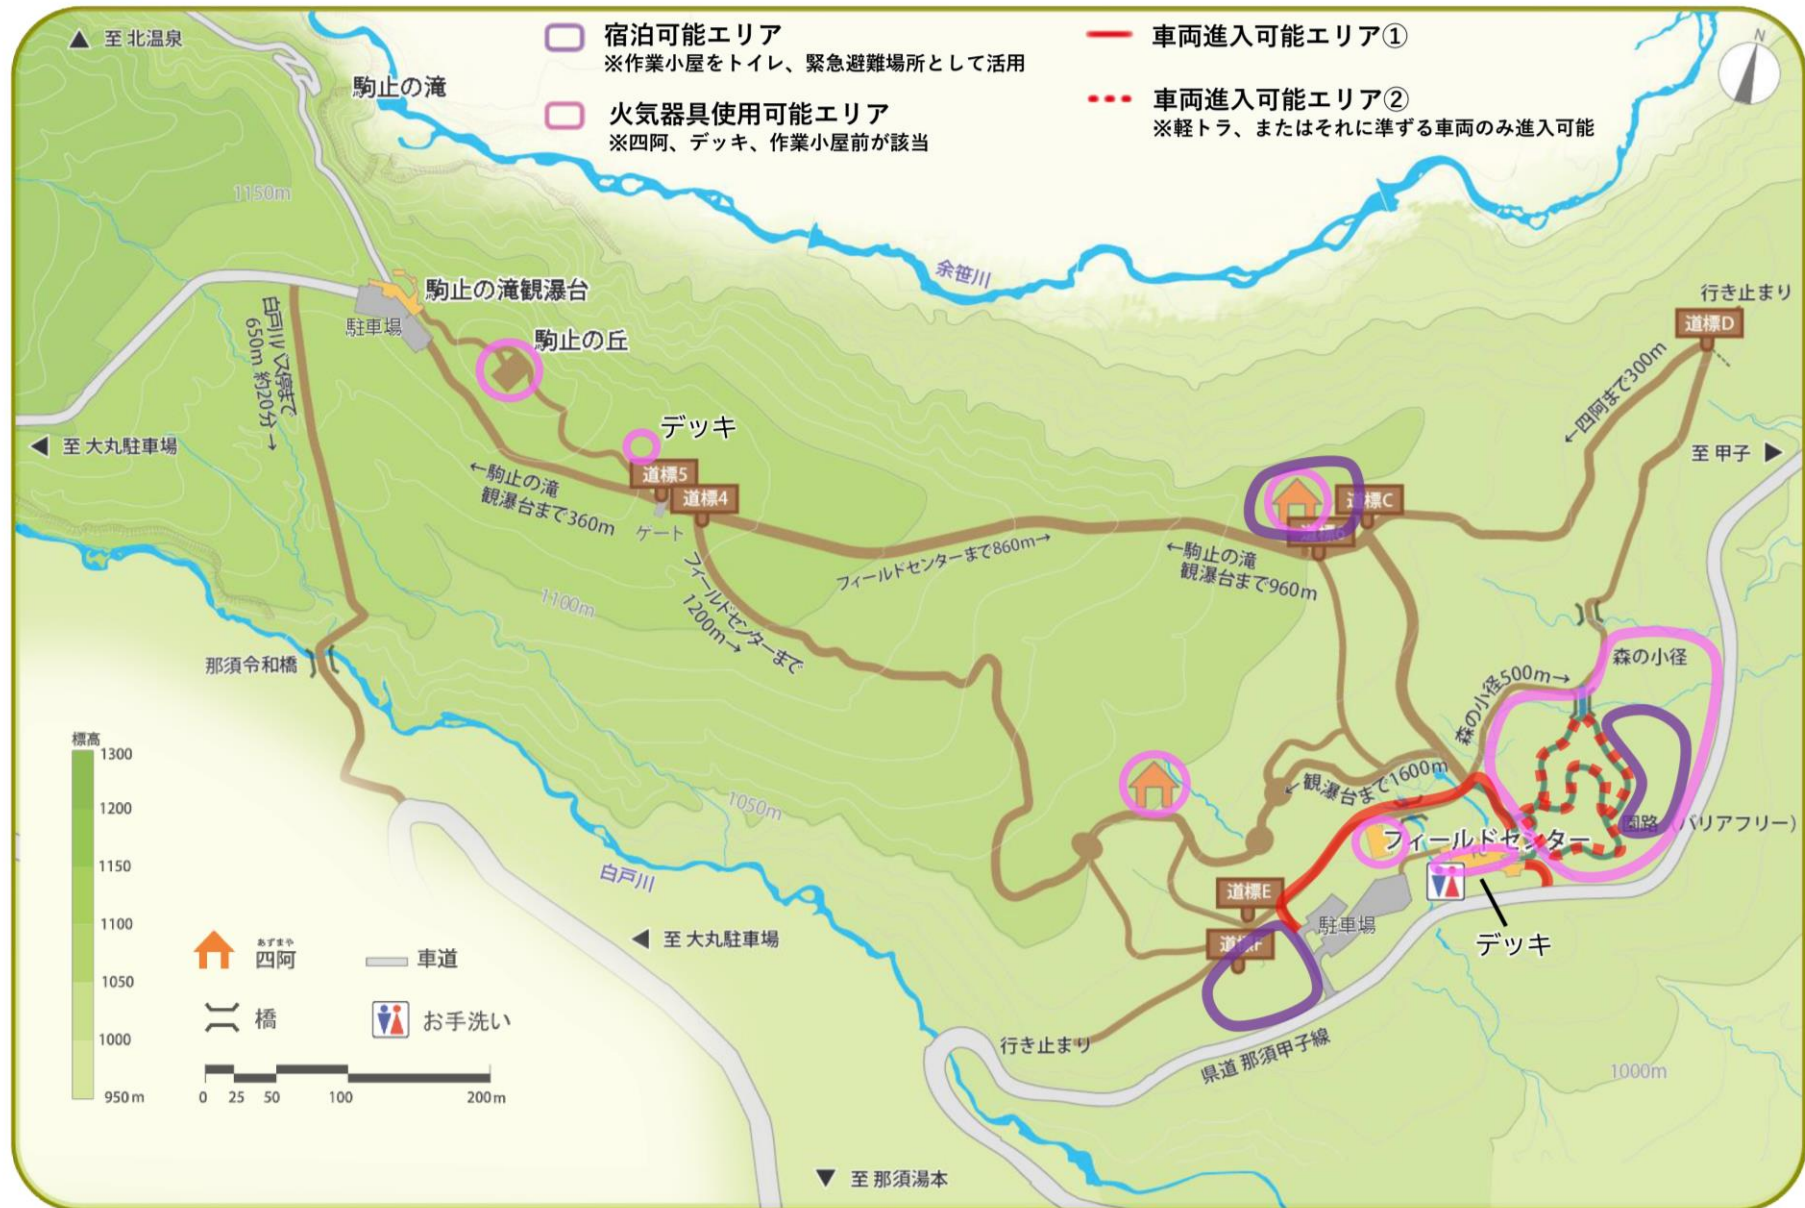 至 北温泉
駒止の滝
宿泊可能エリア
※作業小屋をトイレ、緊急避難場所として活用
火気器具使用可能エリア
※四阿、デッキ、作業小屋前が該当
車両進入可能エリア①
車両進入可能エリア②
※軽トラ、またはそれに準ずる車両のみ進入可能
N
1150m
余笹川
駒止の滝観瀑台
駐車場
駒止の丘
白戸川バス停まで
650m 約20分→
至 大丸駐車場
デッキ
道標5
道標4
ゲート
←駒止の滝
観瀑台まで360m
フィールドセンターまで860m→
フィールドセンターまで
1200m→
←駒止の滝
観瀑台まで960m
道標C
行き止まり
道標D
←四阿まで300m
至 甲子
1100m
那須令和橋
森の小径
森の小径500m→
標高
1300
1200
1150
1100
1050
1000
950m
1050m
←観瀑台まで1600m
フィールドセンター
園路（バリアフリー）
白戸川
道標E
道標F
駐車場
デッキ
至 大丸駐車場
あずまや
四阿
車道
橋
お手洗い
0 25 50 100 200m
行き止まり
県道 那須甲子線
1000m
至 那須湯本